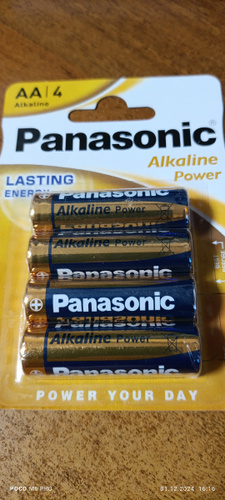 AA | 4
Alkaline
Panasonic®
Alkaline
Power
LASTING
ENERGY
Panasonic
Alkaline Power
Alkaline Power
Panasonic
Panasonic
Alkaline Power
Panasonic
POWER YOUR DAY
POCO M6 PRO
01.12.2024 16:16